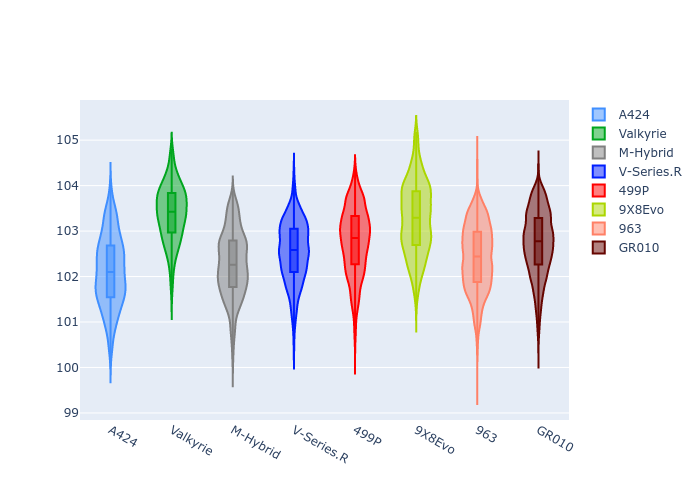 105
104
103
102
101
100
99
A424
Valkyrie
M-Hybrid
V-Series.R
499P
9X8Evo
963
GR010
A424
Valkyrie
M-Hybrid
V-Series.R
499P
9X8Evo
963
GR010